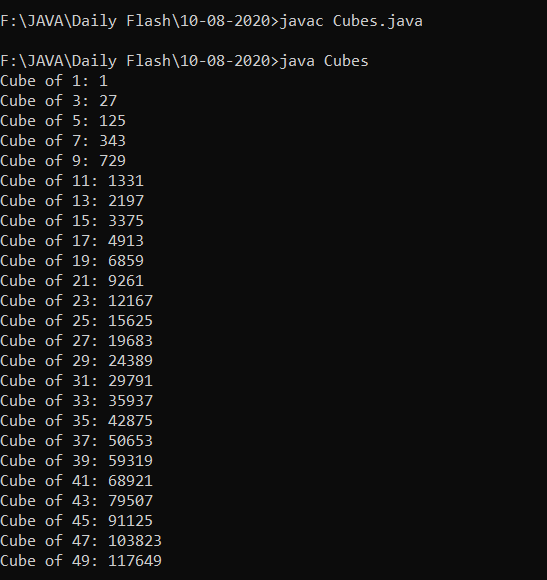 F:\JAVA\Daily Flash\10-08-2020>javac Cubes.java
F:\JAVA\Daily Flash\10-08-2020>java Cubes
Cube of 1: 1
Cube of 3: 27
Cube of 5: 125
Cube of 7: 343
Cube of 9: 729
Cube of 11: 1331
Cube of 13: 2197
Cube of 15: 3375
Cube of 17: 4913
Cube of 19: 6859
Cube of 21: 9261
Cube of 23: 12167
Cube of 25: 15625
Cube of 27: 19683
Cube of 29: 24389
Cube of 31: 29791
Cube of 33: 35937
Cube of 35: 42875
Cube of 37: 50653
Cube of 39: 59319
Cube of 41: 68921
Cube of 43: 79507
Cube of 45: 91125
Cube of 47: 103823
Cube of 49: 117649